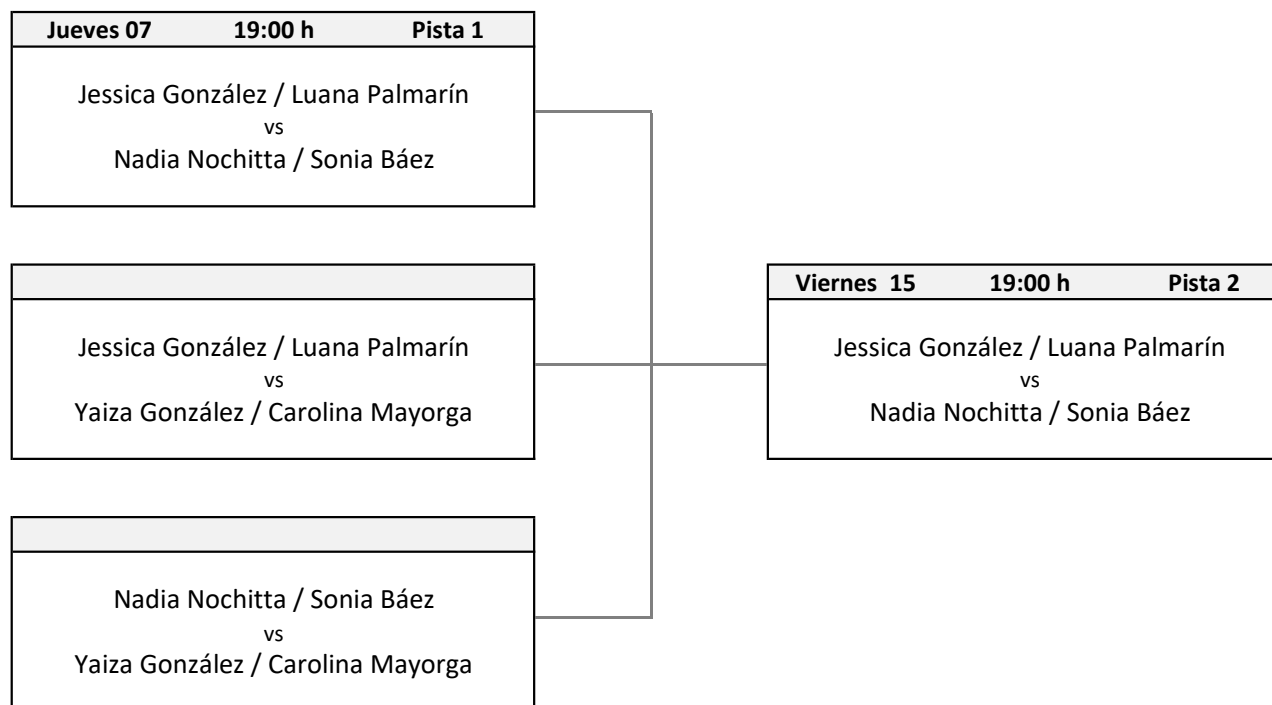 Jueves 07 19:00 h Pista 1
Jessica González / Luana Palmarín
vs
Nadia Nochitta / Sonia Báez
Jessica González / Luana Palmarín
vs
Yaiza González / Carolina Mayorga
Viernes  15 19:00 h Pista 2
Jessica González / Luana Palmarín
vs
Nadia Nochitta / Sonia Báez
Nadia Nochitta / Sonia Báez
vs
Yaiza González / Carolina Mayorga